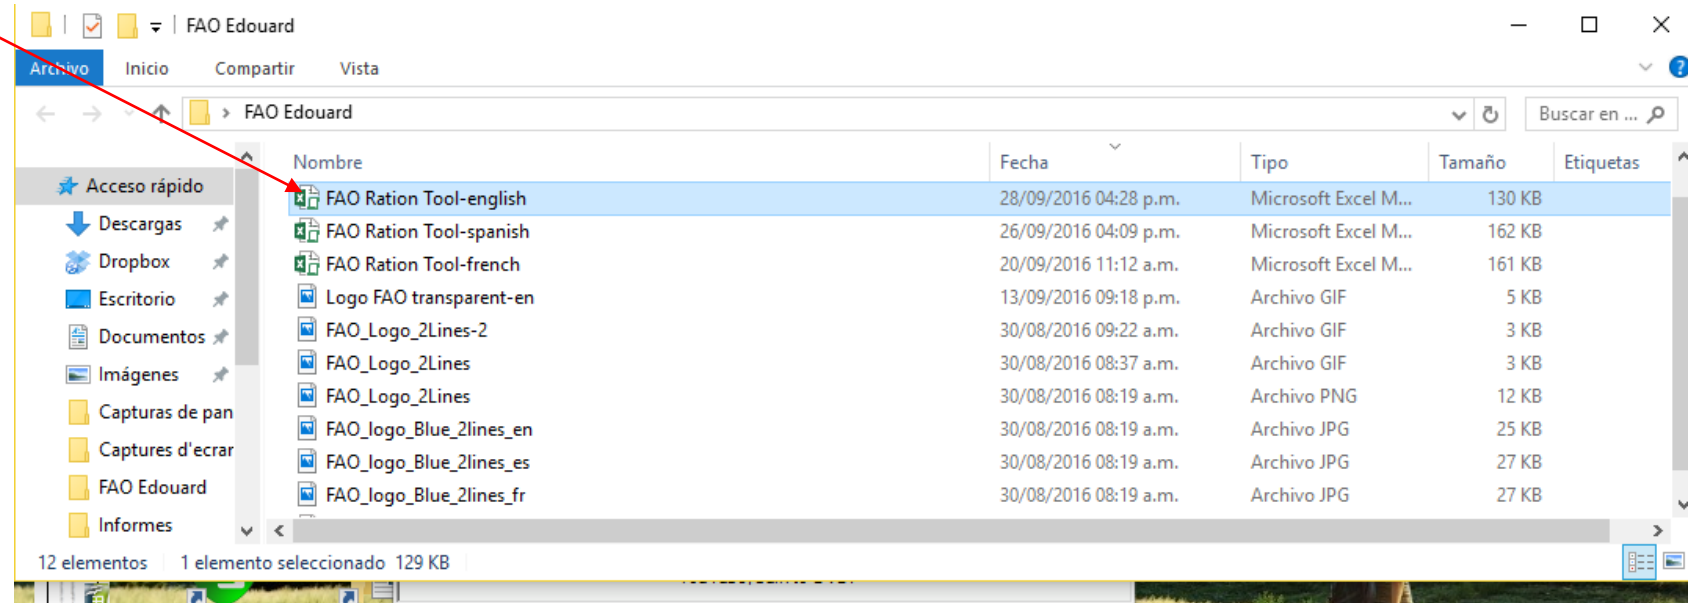 FAO Edouard
Archivo Inicio Compartir Vista
FAO Edouard Buscar en ...
Nombre Fecha Tipo Tamaño Etiquetas
Acceso rápido
Descargas
Dropbox
Escritorio
Documentos
Imágenes
Capturas de pan
Captures d'ecrar
FAO Edouard
Informes
FAO Ration Tool-english 28/09/2016 04:28 p.m. Microsoft Excel M... 130 KB
FAO Ration Tool-spanish 26/09/2016 04:09 p.m. Microsoft Excel M... 162 KB
FAO Ration Tool-french 20/09/2016 11:12 a.m. Microsoft Excel M... 161 KB
Logo FAO transparent-en 13/09/2016 09:18 p.m. Archivo GIF 5 KB
FAO_Logo_2Lines-2 30/08/2016 09:22 a.m. Archivo GIF 3 KB
FAO_Logo_2Lines 30/08/2016 08:37 a.m. Archivo GIF 3 KB
FAO_Logo_2Lines 30/08/2016 08:19 a.m. Archivo PNG 12 KB
FAO_logo_Blue_2lines_en 30/08/2016 08:19 a.m. Archivo JPG 25 KB
FAO_logo_Blue_2lines_es 30/08/2016 08:19 a.m. Archivo JPG 27 KB
FAO_logo_Blue_2lines_fr 30/08/2016 08:19 a.m. Archivo JPG 27 KB
12 elementos 1 elemento seleccionado 129 KB